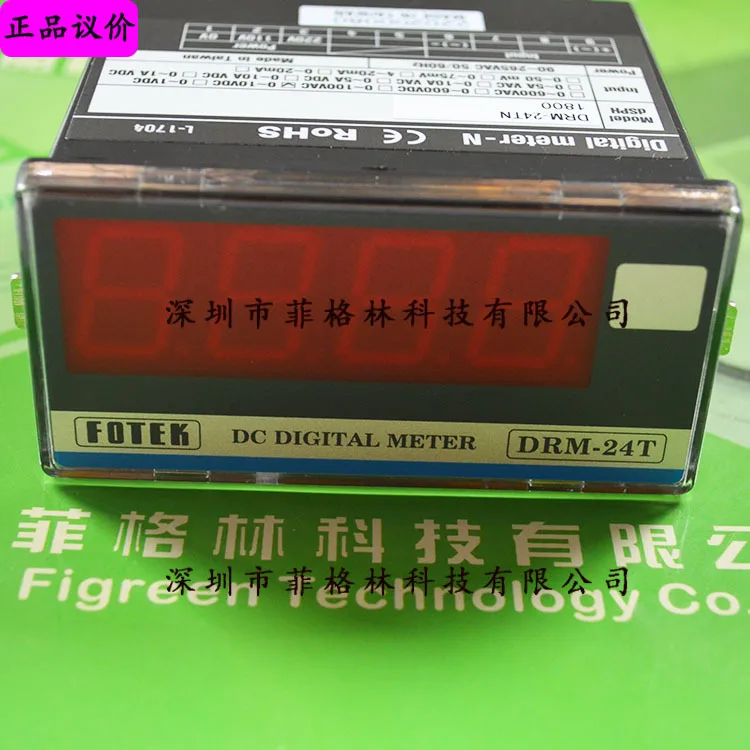 正品议价
Digital meter-N CE RoHS L-1704
Model DRM-24TN
dSPH 1800
Input
0~600VAC 0~100VAC 0~10VDC 0~1VDC
0~600VDC
0~5A VAC 0~10A VAC 0~5A VDC 0~10A VDC 0~1A VDC
0~50 mV 0~75mV 4~20mA 0~20mA
Power 90~265VAC 50/60Hz Made in Taiwan
深圳市菲格林科技有限公司
FOTEK DC DIGITAL METER DRM-24T
菲格林科技有限公
深圳市菲格林科技有限公司
Figreen Technology Co.